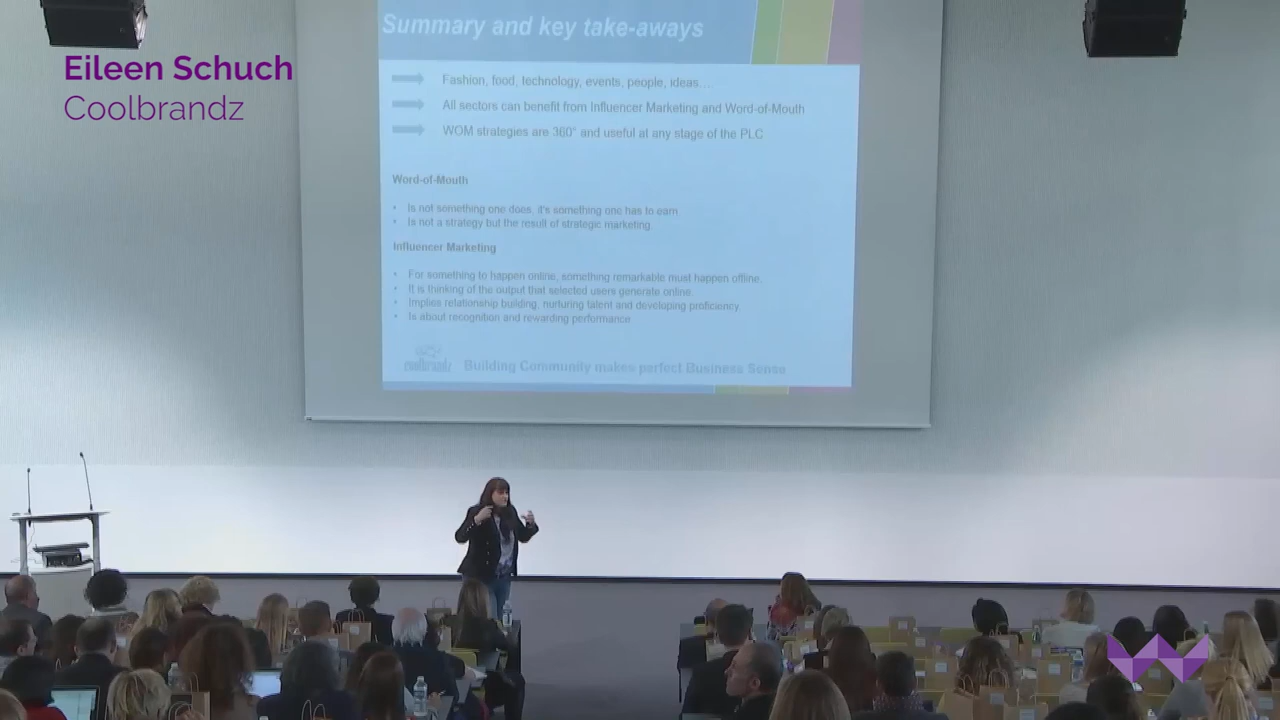 Eileen Schuch
Coolbrandz
Summary and key take-aways
Fashion, food, technology, events, people, ideas…
All sectors can benefit from Influencer Marketing and Word-of-Mouth
WOM strategies are 360° and useful at any stage of the PLC
Word-of-Mouth
• Is not something one does, it's something one has to earn
• Is not a strategy but the result of strategic marketing.
Influencer Marketing
• For something to happen online, something remarkable must happen offline.
• It is thinking of the output that selected users generate online.
• Implies relationship building, nurturing talent and developing proficiency
• Is about recognition and rewarding performance
coolbrandz Building Community makes perfect Business Sense